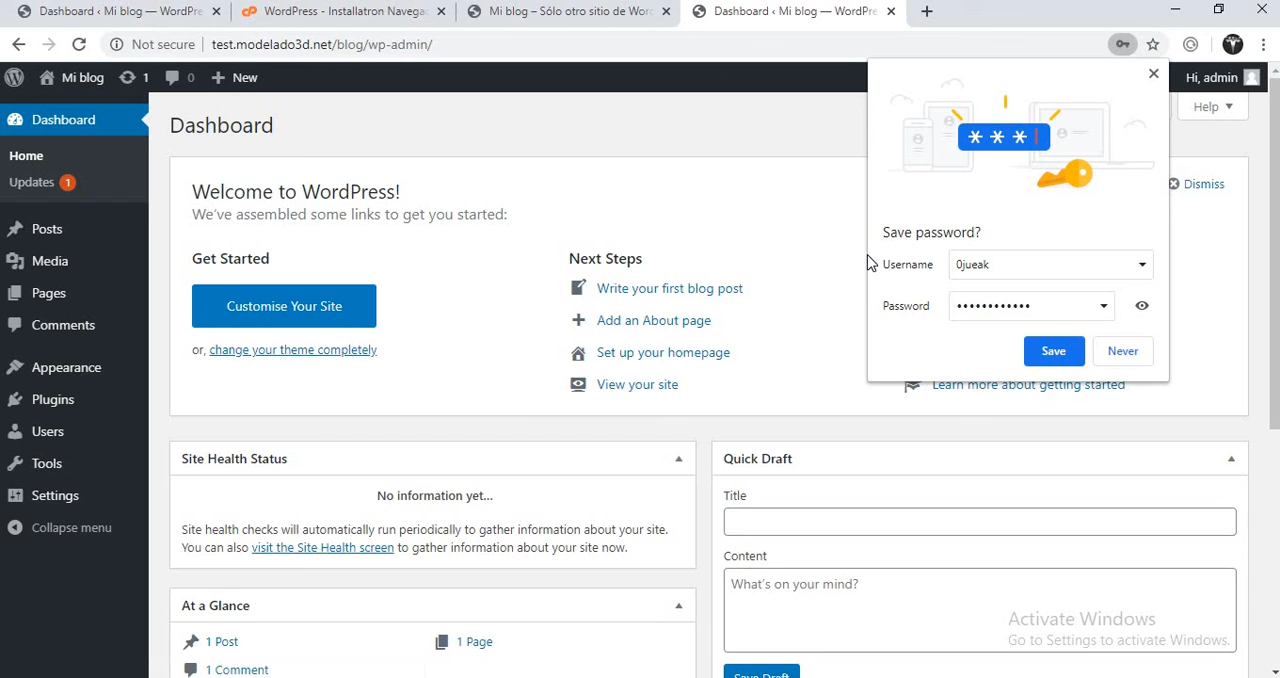 Dashboard ‹ Mi blog — WordPre
WordPress - Installatron Navega
Mi blog – Sólo otro sitio de Wor
Dashboard ‹ Mi blog — WordPre
Not secure
test.modelado3d.net/blog/wp-admin/
Mi blog
1
0
New
Hi, admin
Dashboard
Home
Updates 1
Posts
Media
Pages
Comments
Appearance
Plugins
Users
Tools
Settings
Collapse menu
Dashboard
Help
Welcome to WordPress!
We've assembled some links to get you started:
Dismiss
Get Started
Customise Your Site
or, change your theme completely
Next Steps
Write your first blog post
Add an About page
Set up your homepage
View your site
Learn more about getting started
* * *
Save password?
Username 0jueak
Password ••••••••••••
Save
Never
Site Health Status
No information yet...
Site health checks will automatically run periodically to gather information about your site.
You can also visit the Site Health screen to gather information about your site now.
At a Glance
1 Post
1 Page
1 Comment
Quick Draft
Title
Content
What's on your mind?
Save Draft
Activate Windows
Go to Settings to activate Windows.